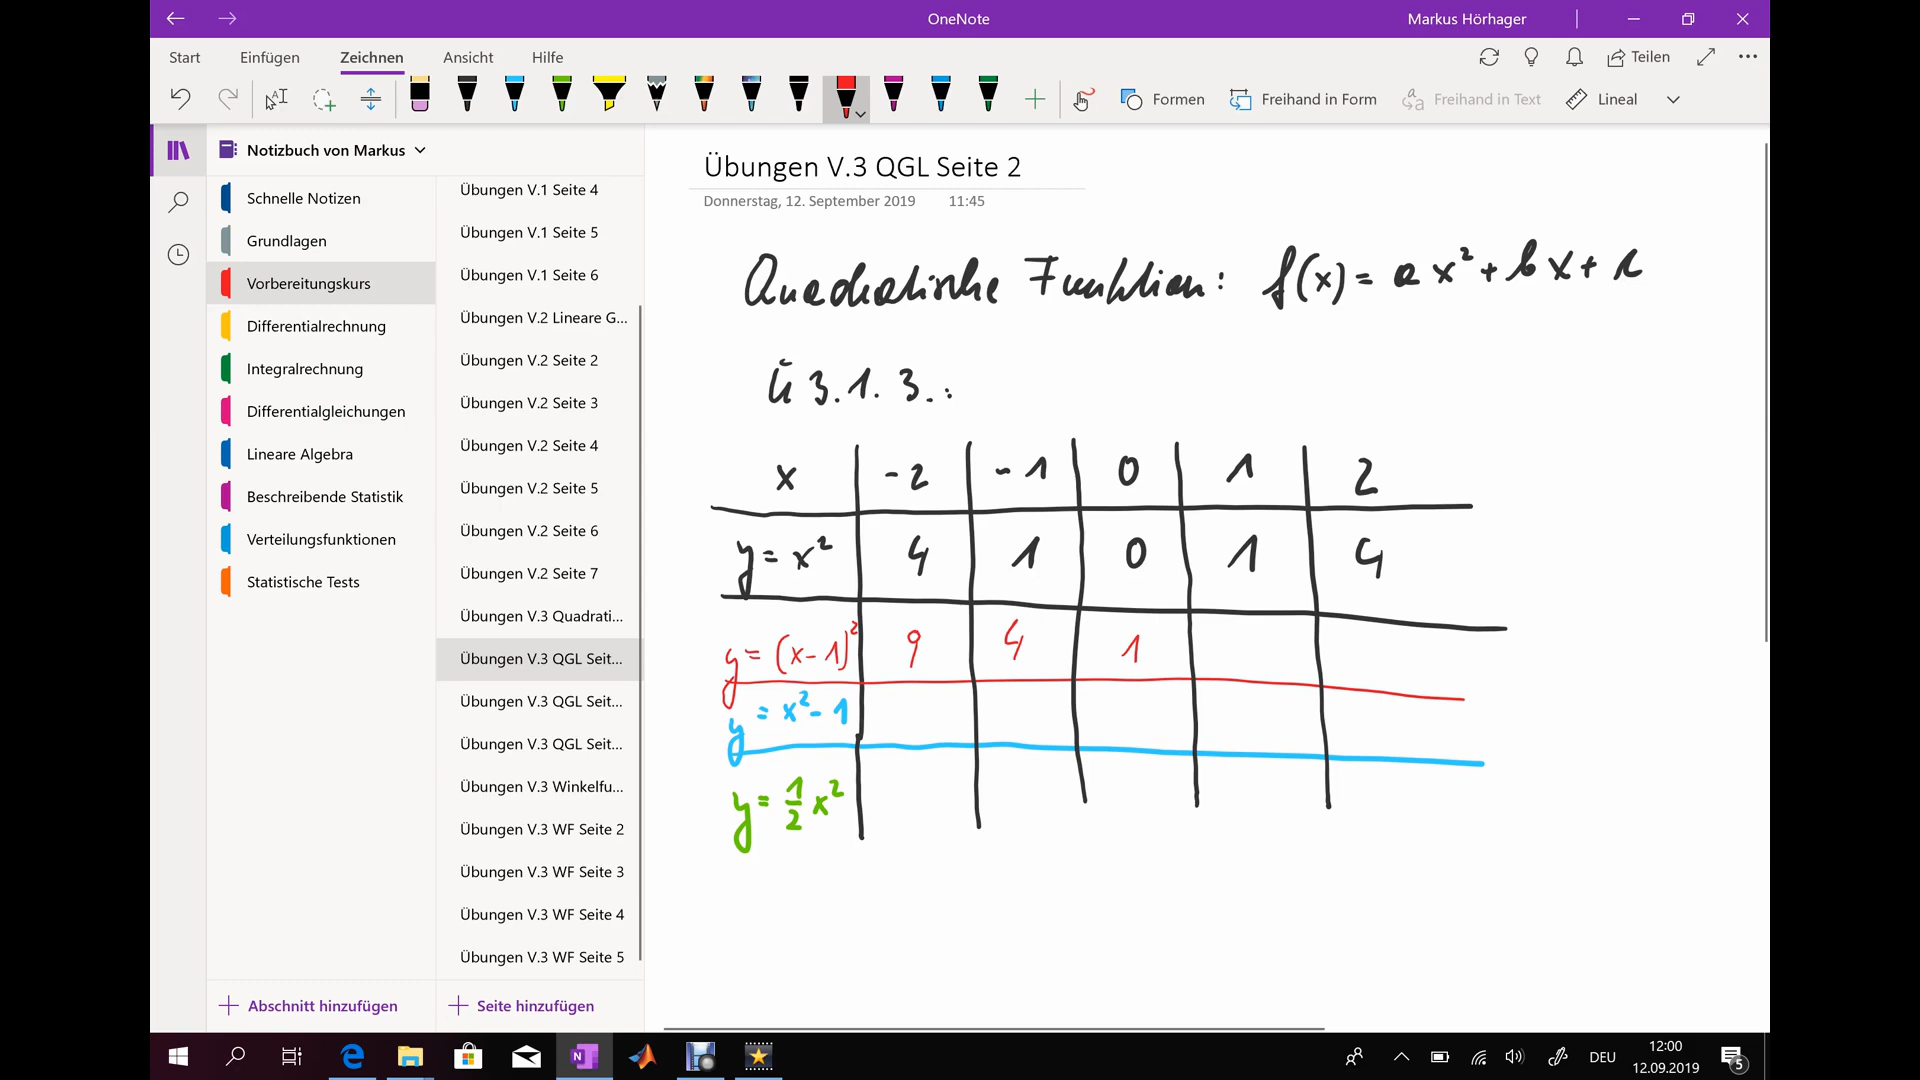 OneNote
Markus Hörhager
Start Einfügen Zeichnen Ansicht Hilfe
Teilen
Formen Freihand in Form Freihand in Text Lineal
Notizbuch von Markus
Schnelle Notizen
Grundlagen
Vorbereitungskurs
Differentialrechnung
Integralrechnung
Differentialgleichungen
Lineare Algebra
Beschreibende Statistik
Verteilungsfunktionen
Statistische Tests
Abschnitt hinzufügen
Übungen V.1 Seite 4
Übungen V.1 Seite 5
Übungen V.1 Seite 6
Übungen V.2 Lineare G...
Übungen V.2 Seite 2
Übungen V.2 Seite 3
Übungen V.2 Seite 4
Übungen V.2 Seite 5
Übungen V.2 Seite 6
Übungen V.2 Seite 7
Übungen V.3 Quadrati...
Übungen V.3 QGL Seit...
Übungen V.3 QGL Seit...
Übungen V.3 QGL Seit...
Übungen V.3 Winkelfu...
Übungen V.3 WF Seite 2
Übungen V.3 WF Seite 3
Übungen V.3 WF Seite 4
Übungen V.3 WF Seite 5
Seite hinzufügen
Übungen V.3 QGL Seite 2
Donnerstag, 12. September 2019 11:45
Quadratische Funktion: f(x) = ax² + bx + c
Ü 3.1.3.:
x -2 -1 0 1 2
y = x² 4 1 0 1 4
y = (x-1)² 9 4 1
y = x² - 1
y = 1/2 x²
DEU
12:00
12.09.2019
5